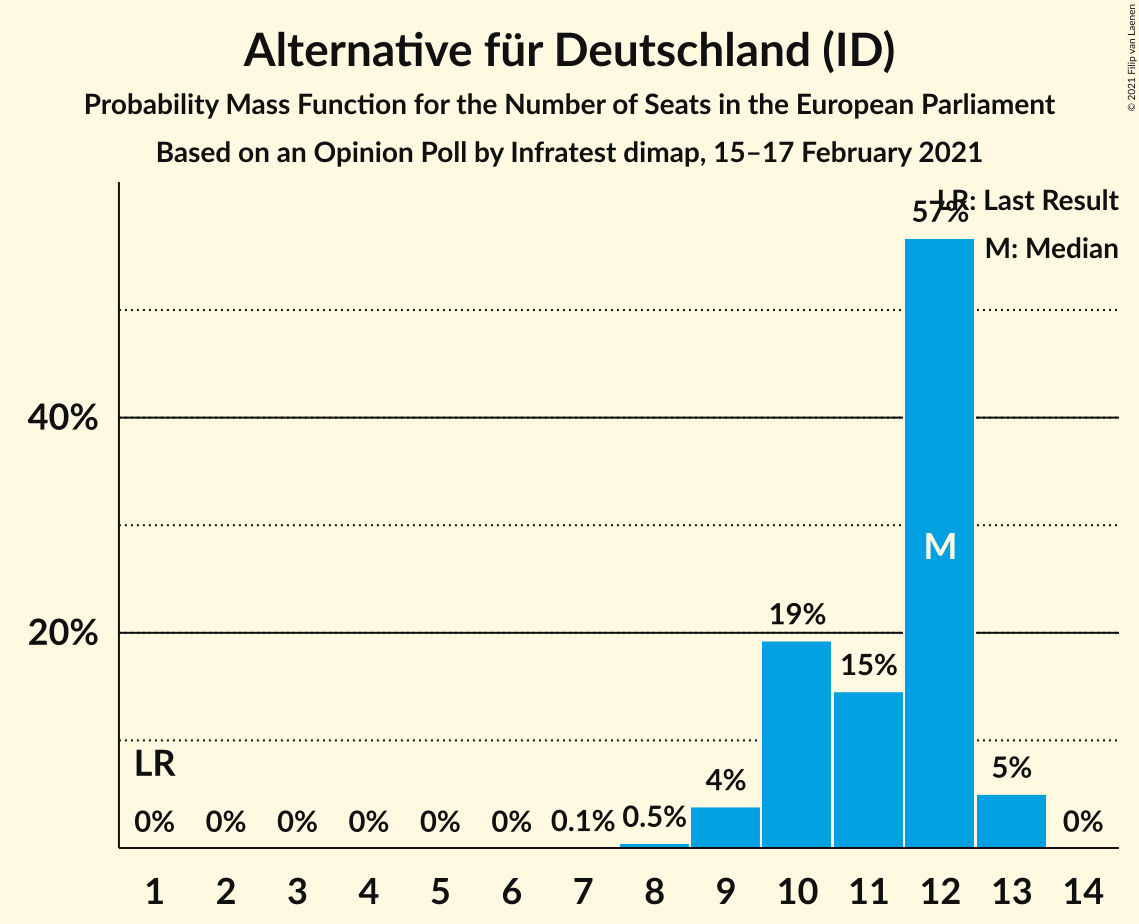 Alternative für Deutschland (ID)
Probability Mass Function for the Number of Seats in the European Parliament
Based on an Opinion Poll by Infratest dimap, 15–17 February 2021
© 2021 Filip van Laenen
LR: Last Result
M: Median
57%
40%
M
20%
19%
15%
LR
4%
5%
0% 0% 0% 0% 0% 0% 0.1% 0.5% 0%
1 2 3 4 5 6 7 8 9 10 11 12 13 14